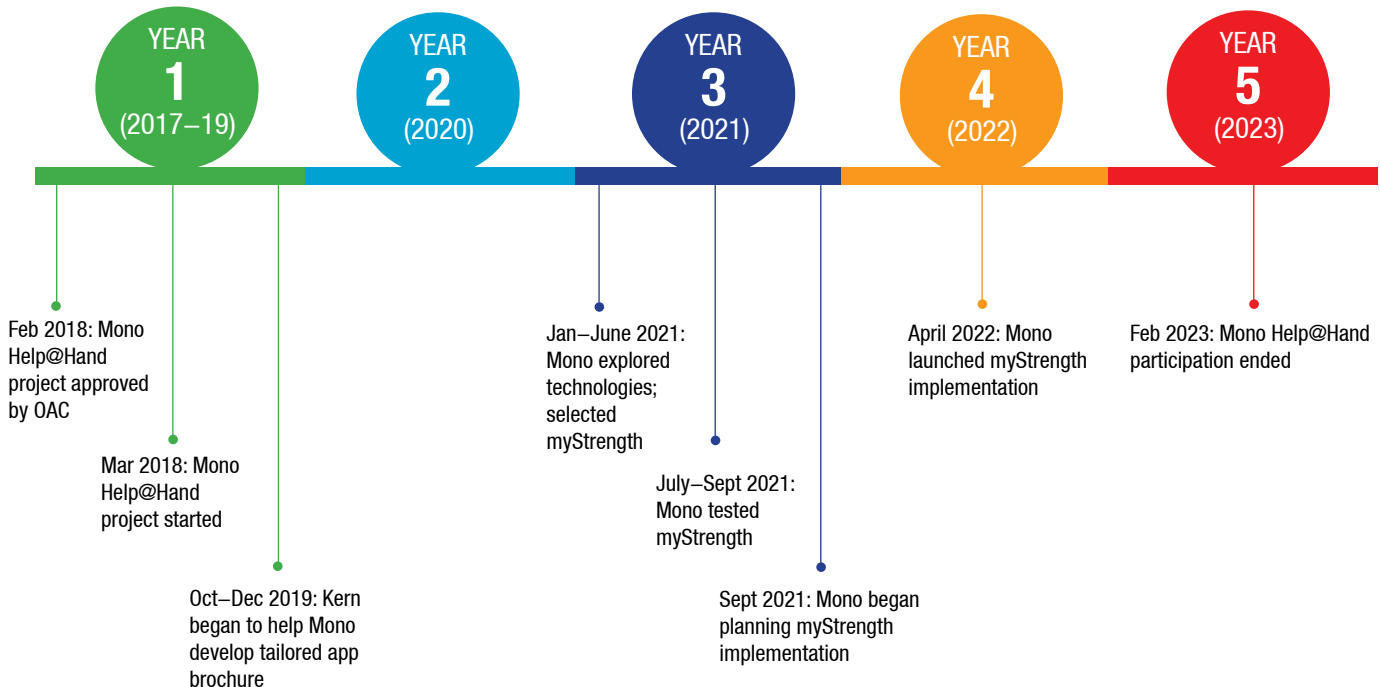 YEAR
1
(2017–19)
YEAR
2
(2020)
YEAR
3
(2021)
YEAR
4
(2022)
YEAR
5
(2023)
Feb 2018: Mono
Help@Hand
project approved
by OAC
Mar 2018: Mono
Help@Hand
project started
Oct–Dec 2019: Kern
began to help Mono
develop tailored app
brochure
Jan–June 2021:
Mono explored
technologies;
selected
myStrength
July–Sept 2021:
Mono tested
myStrength
Sept 2021: Mono began
planning myStrength
implementation
April 2022: Mono
launched myStrength
implementation
Feb 2023: Mono Help@Hand
participation ended